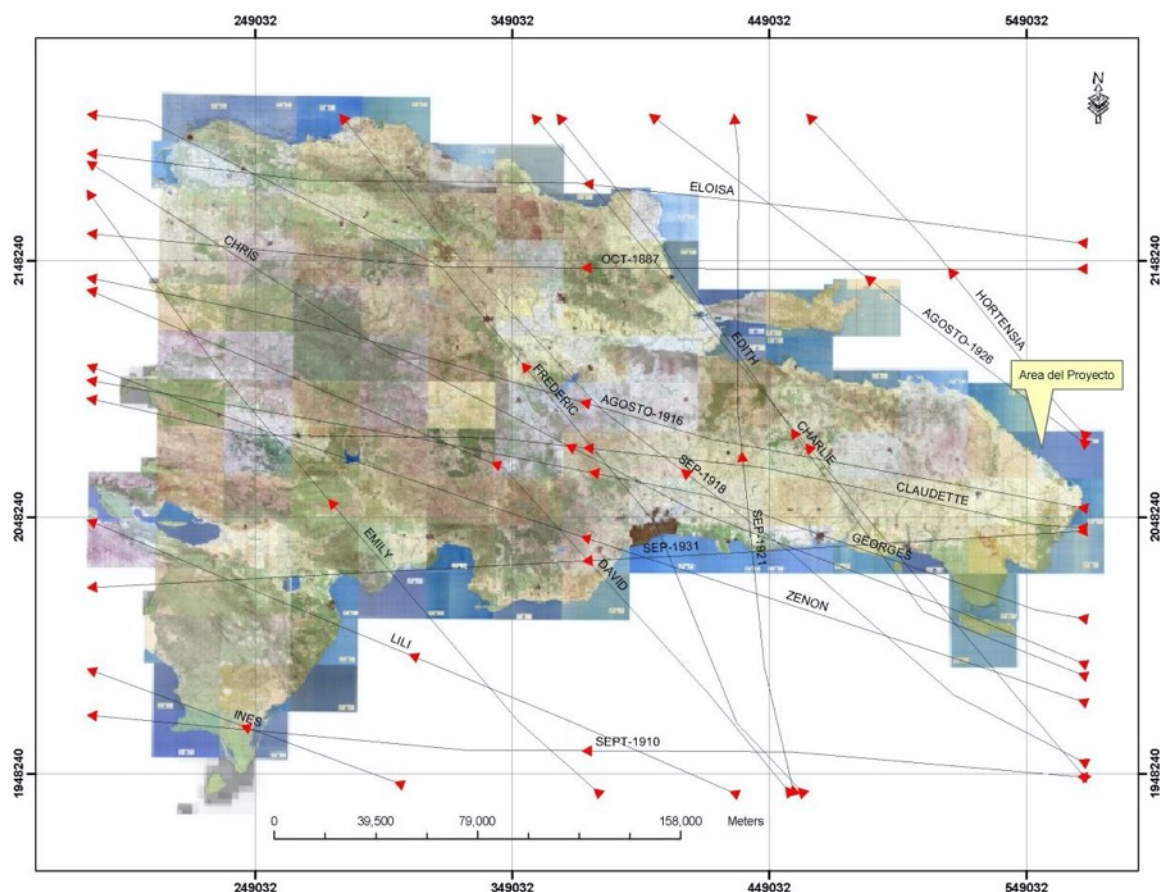 249032 349032 449032 549032
N
ELOISA
2148240
CHRIS
OCT-1887
2148240
HORTENSIA
AGOSTO-1926
EDITH
Area del Proyecto
FREDERIC
AGOSTO-1916
CHARLIE
SEP-1918
CLAUDETTE
2048240
EMILY
SEP-1921
2048240
SEP-1931
GEORGES
DAVID
ZENON
LILI
INES
SEPT-1910
1948240
1948240
0 39,500 79,000 158,000 Meters
249032 349032 449032 549032